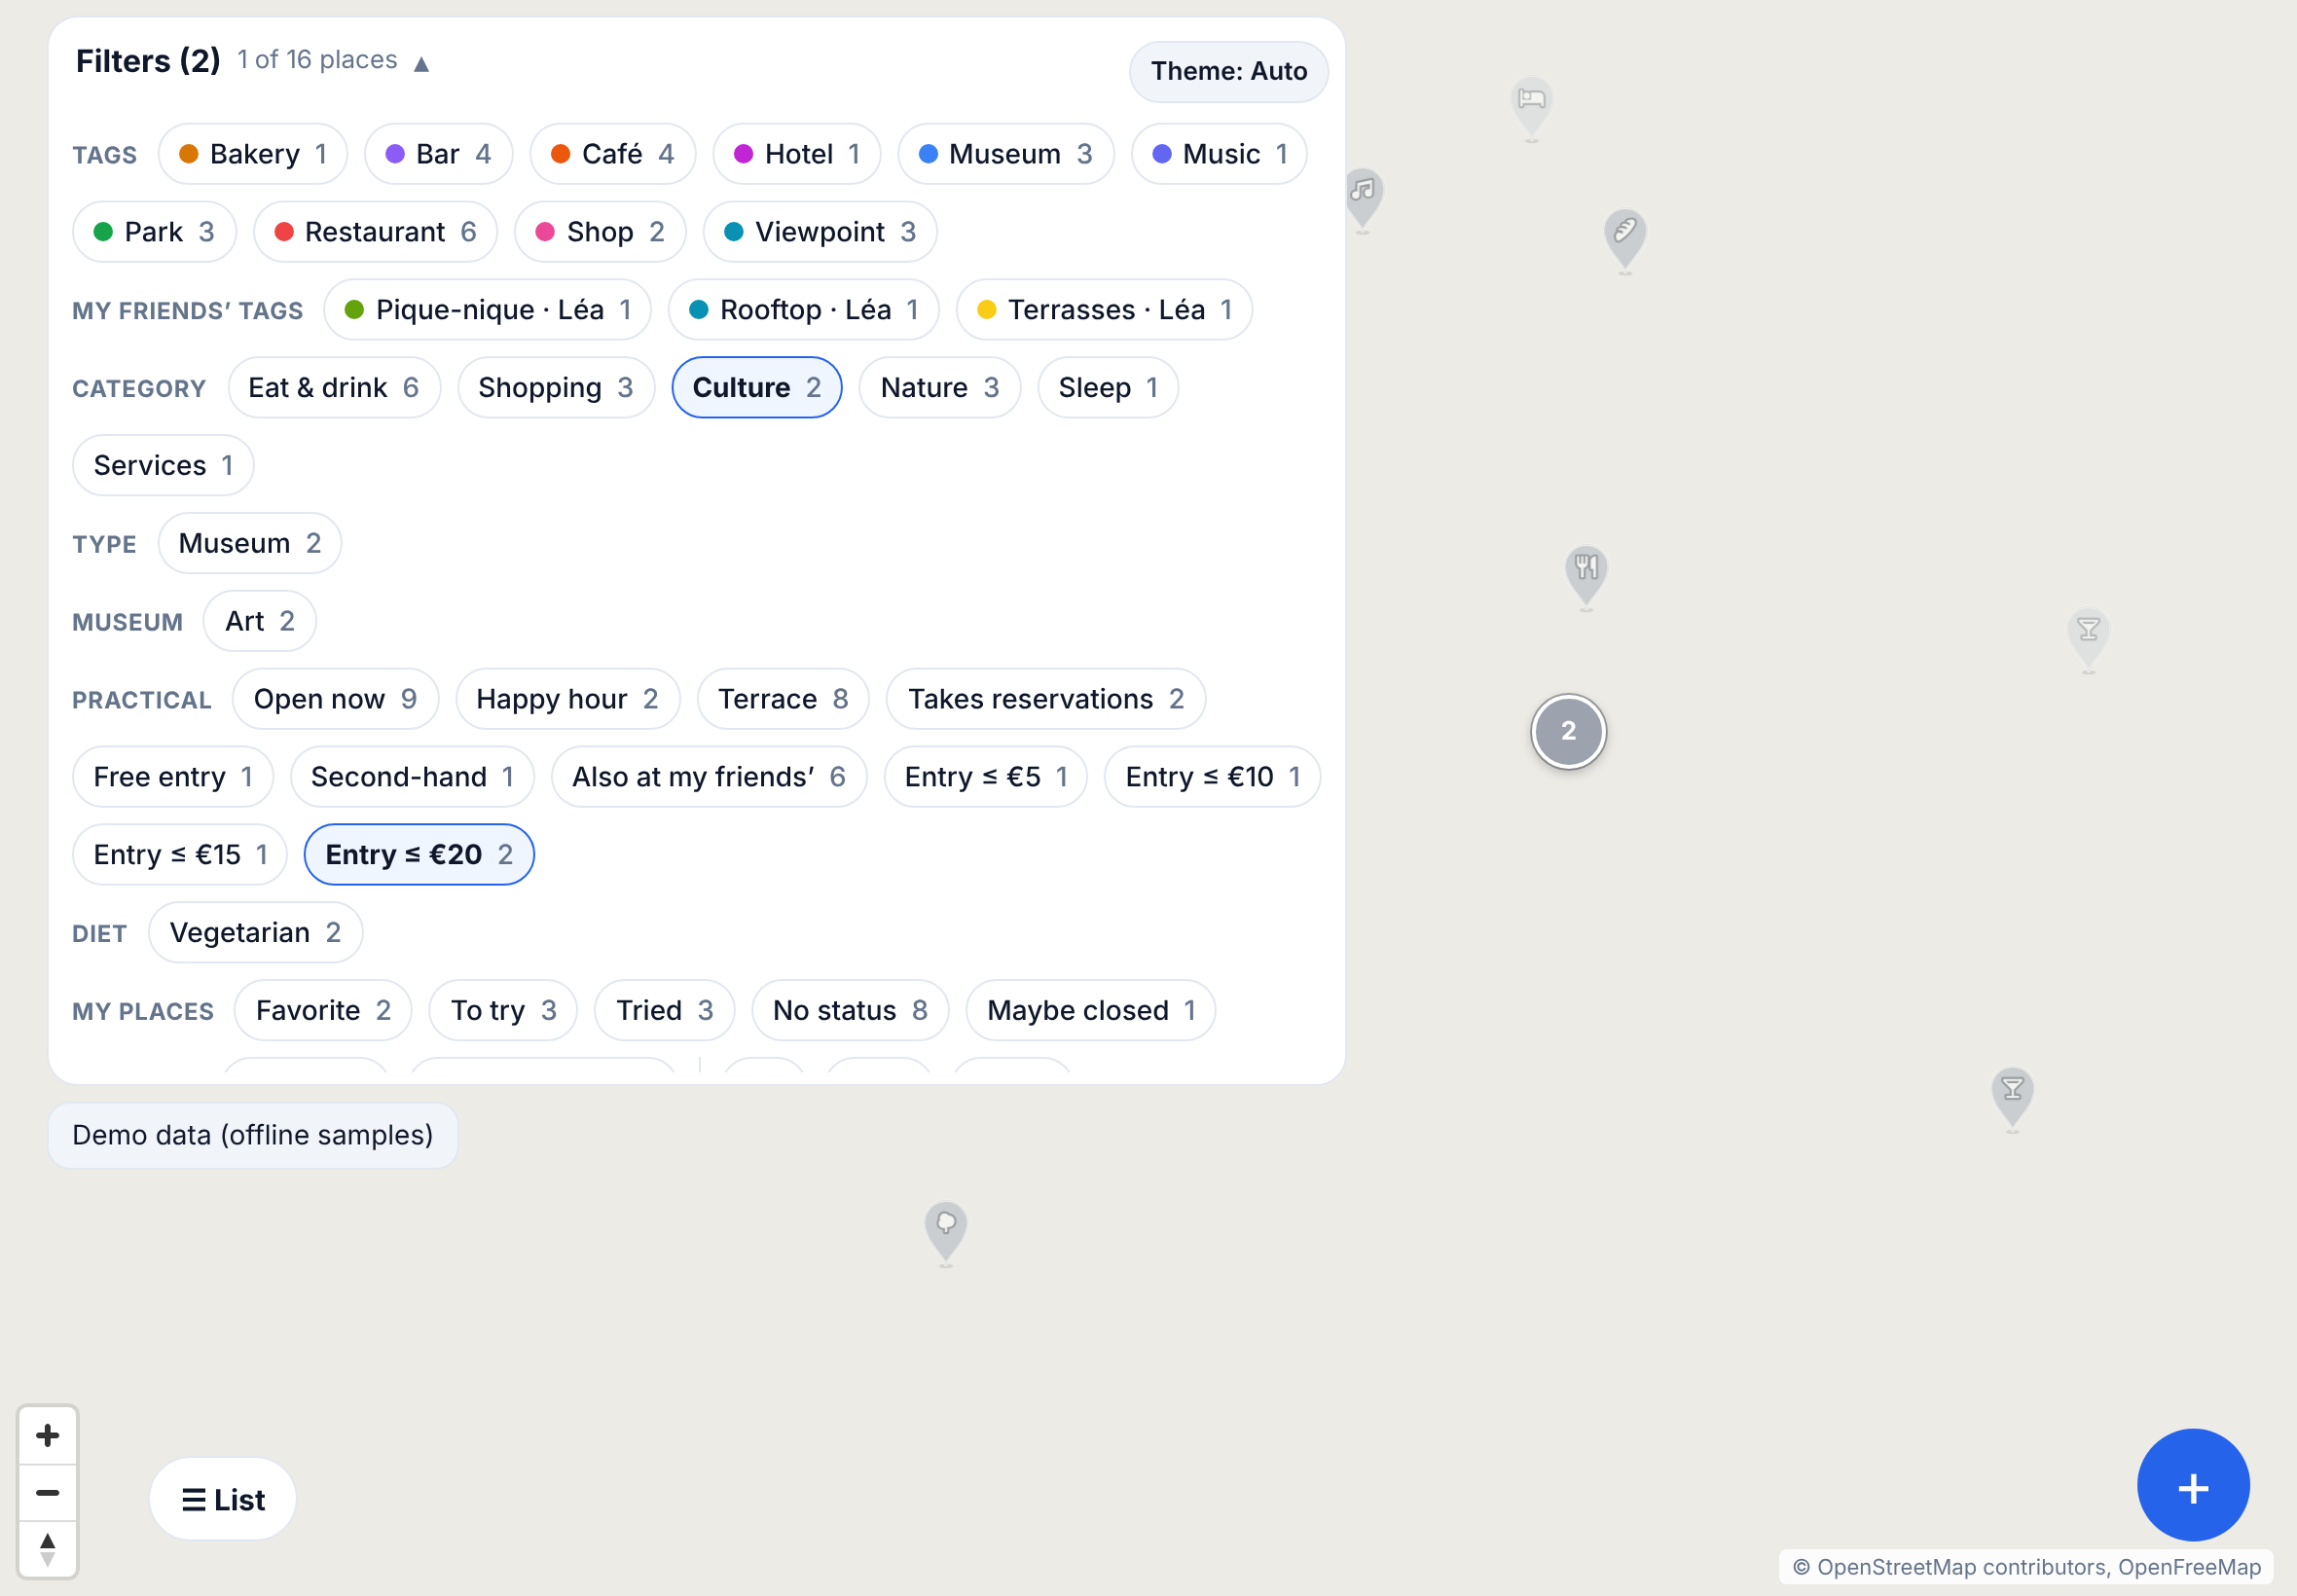 Filters (2) 1 of 16 places ▲
Theme: Auto
TAGS Bakery 1 Bar 4 Café 4 Hotel 1 Museum 3 Music 1
Park 3 Restaurant 6 Shop 2 Viewpoint 3
MY FRIENDS’ TAGS Pique-nique · Léa 1 Rooftop · Léa 1 Terrasses · Léa 1
CATEGORY Eat & drink 6 Shopping 3 Culture 2 Nature 3 Sleep 1
Services 1
TYPE Museum 2
MUSEUM Art 2
PRACTICAL Open now 9 Happy hour 2 Terrace 8 Takes reservations 2
Free entry 1 Second-hand 1 Also at my friends’ 6 Entry ≤ €5 1 Entry ≤ €10 1
Entry ≤ €15 1 Entry ≤ €20 2
DIET Vegetarian 2
MY PLACES Favorite 2 To try 3 Tried 3 No status 8 Maybe closed 1
2
Demo data (offline samples)
☰ List
© OpenStreetMap contributors, OpenFreeMap